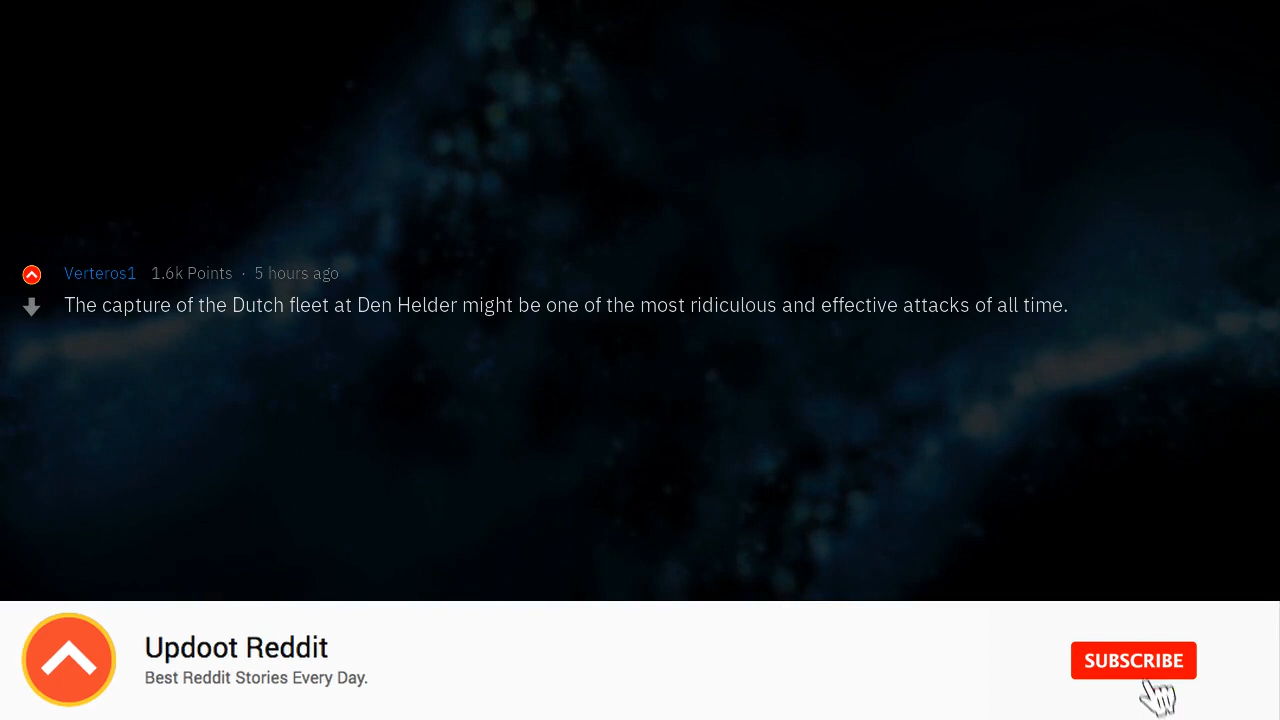 Verteros1 1.6k Points · 5 hours ago
The capture of the Dutch fleet at Den Helder might be one of the most ridiculous and effective attacks of all time.
Updoot Reddit
Best Reddit Stories Every Day.
SUBSCRIBE